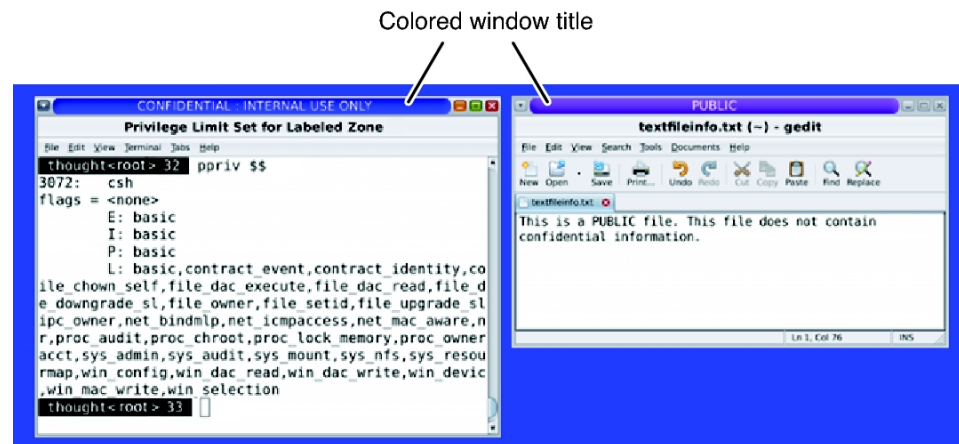 Colored window title
CONFIDENTIAL : INTERNAL USE ONLY
Privilege Limit Set for Labeled Zone
File Edit View Terminal Tabs Help
thought<root> 32 ppriv $$
3072: csh
flags = <none>
E: basic
I: basic
P: basic
L: basic,contract_event,contract_identity,co
ile_chown_self,file_dac_execute,file_dac_read,file_d
e_downgrade_sl,file_owner,file_setid,file_upgrade_sl
ipc_owner,net_bindmlp,net_icmpaccess,net_mac_aware,n
r,proc_audit,proc_chroot,proc_lock_memory,proc_owner
acct,sys_admin,sys_audit,sys_mount,sys_nfs,sys_resou
rmap,win_config,win_dac_read,win_dac_write,win_devic
,win_mac_write,win_selection
thought<root> 33
PUBLIC
textfileinfo.txt (~) - gedit
File Edit View Search Tools Documents Help
New Open Save Print... Undo Redo Cut Copy Paste Find Replace
textfileinfo.txt
This is a PUBLIC file. This file does not contain
confidential information.
Ln 1, Col 76 INS